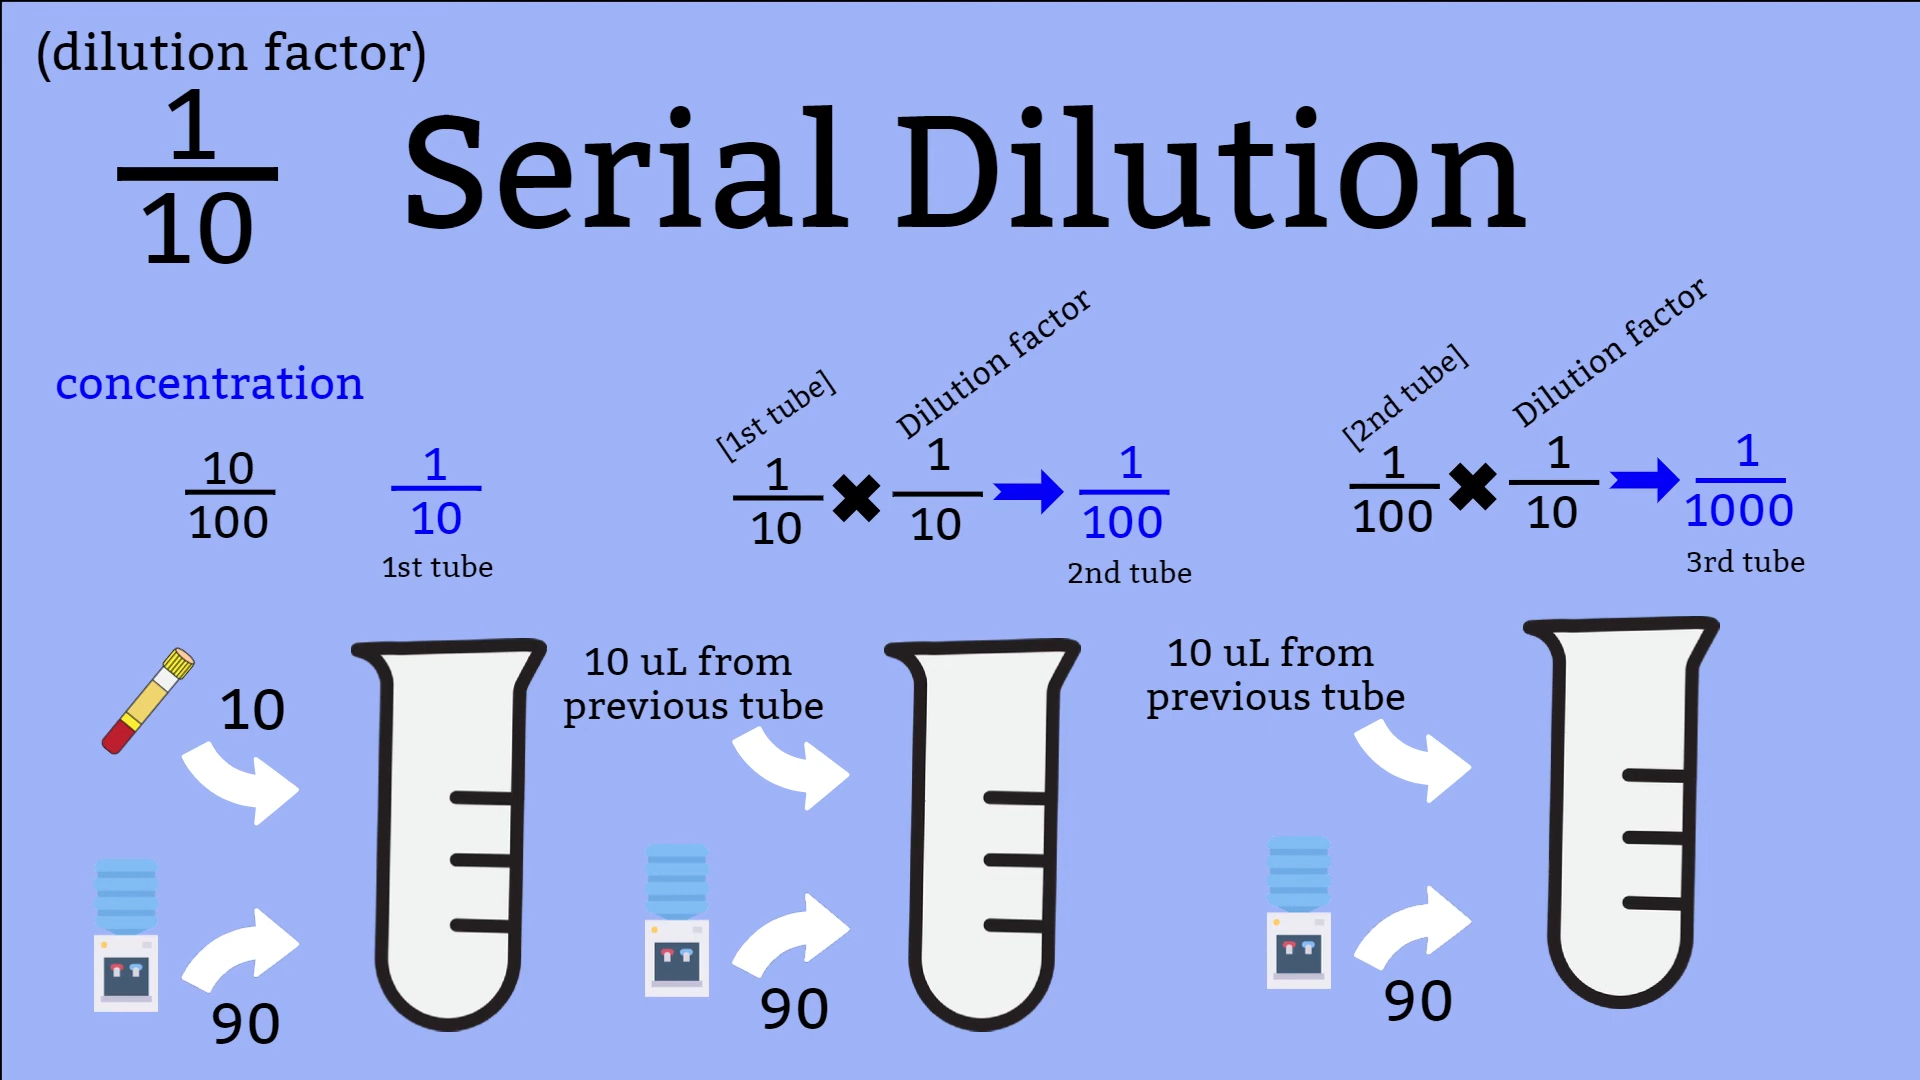 (dilution factor)
1
10
Serial Dilution
concentration
10
100
1
10
1st tube
[1st tube]
Dilution factor
1
10
✖
1
10
1
100
2nd tube
[2nd tube]
Dilution factor
1
100
✖
1
10
1
1000
3rd tube
10
90
10 uL from
previous tube
90
10 uL from
previous tube
90